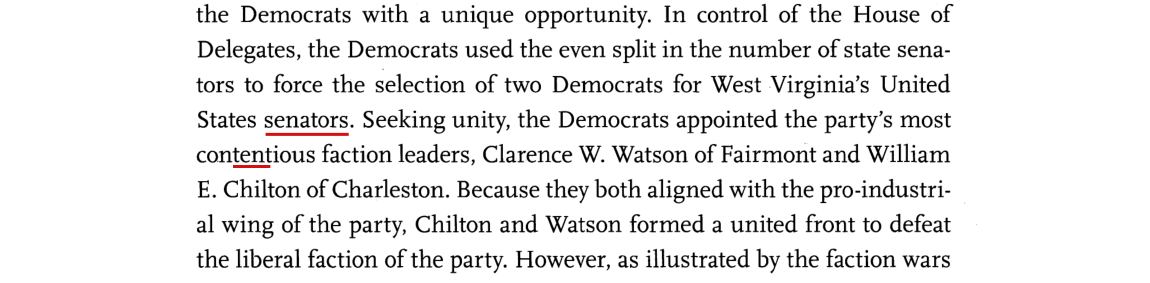 the Democrats with a unique opportunity. In control of the House of
Delegates, the Democrats used the even split in the number of state sena-
tors to force the selection of two Democrats for West Virginia's United
States senators. Seeking unity, the Democrats appointed the party's most
contentious faction leaders, Clarence W. Watson of Fairmont and William
E. Chilton of Charleston. Because they both aligned with the pro-industri-
al wing of the party, Chilton and Watson formed a united front to defeat
the liberal faction of the party. However, as illustrated by the faction wars